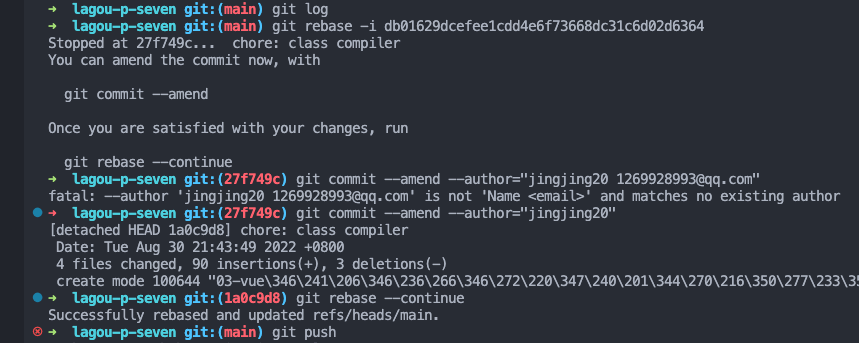 ➜ lagou-p-seven git:(main) git log
➜ lagou-p-seven git:(main) git rebase -i db01629dcefee1cdd4e6f73668dc31c6d02d6364
Stopped at 27f749c... chore: class compiler
You can amend the commit now, with
git commit --amend
Once you are satisfied with your changes, run
git rebase --continue
➜ lagou-p-seven git:(27f749c) git commit --amend --author="jingjing20 1269928993@qq.com"
fatal: --author 'jingjing20 1269928993@qq.com' is not 'Name <email>' and matches no existing author
➜ lagou-p-seven git:(27f749c) git commit --amend --author="jingjing20"
[detached HEAD 1a0c9d8] chore: class compiler
Date: Tue Aug 30 21:43:49 2022 +0800
4 files changed, 90 insertions(+), 3 deletions(-)
create mode 100644 "03-vue\346\241\206\346\236\266\346\272\220\347\240\201\344\270\216\350\277\233\35
➜ lagou-p-seven git:(1a0c9d8) git rebase --continue
Successfully rebased and updated refs/heads/main.
➜ lagou-p-seven git:(main) git push